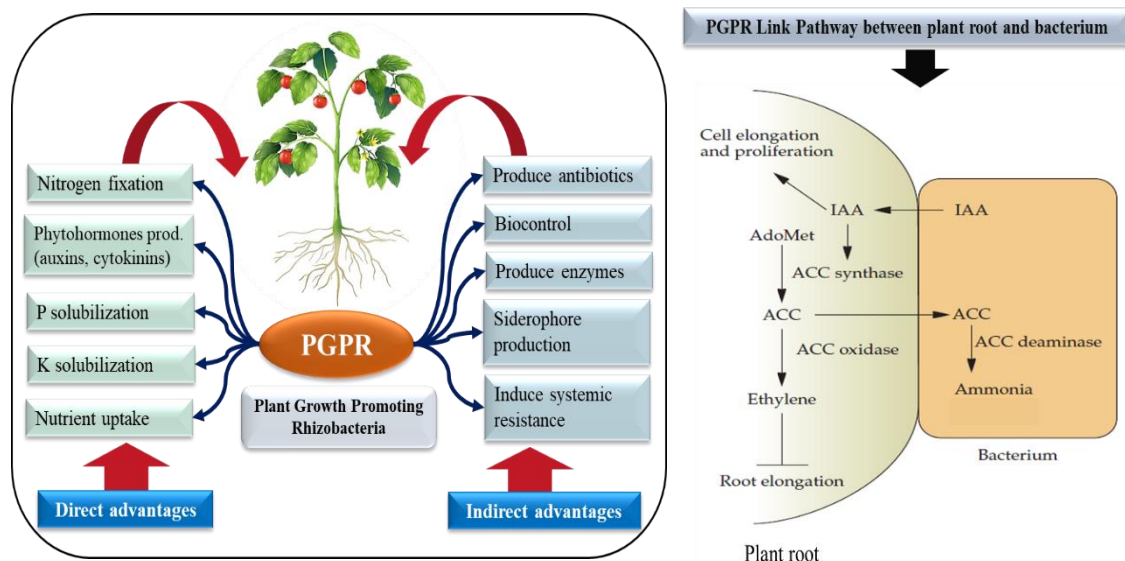 Nitrogen fixation
Phytohormones prod.
(auxins, cytokinins)
P solubilization
K solubilization
Nutrient uptake
Direct advantages
PGPR
Plant Growth Promoting
Rhizobacteria
Produce antibiotics
Biocontrol
Produce enzymes
Siderophore
production
Induce systemic
resistance
Indirect advantages
PGPR Link Pathway between plant root and bacterium
Cell elongation
and proliferation
IAA
IAA
AdoMet
ACC synthase
ACC
ACC
ACC oxidase
ACC deaminase
Ethylene
Ammonia
Root elongation
Bacterium
Plant root